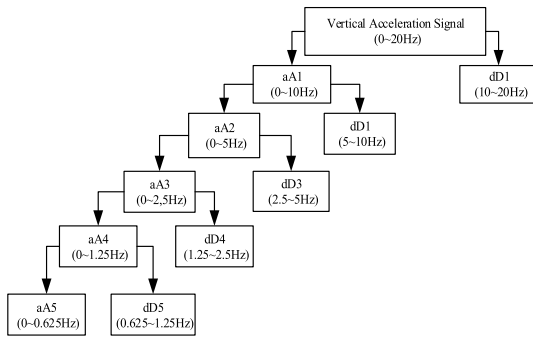 Vertical Acceleration Signal
(0~20Hz)
aA1
(0~10Hz)
dD1
(10~20Hz)
aA2
(0~5Hz)
dD1
(5~10Hz)
aA3
(0~2,5Hz)
dD3
(2.5~5Hz)
aA4
(0~1.25Hz)
dD4
(1.25~2.5Hz)
aA5
(0~0.625Hz)
dD5
(0.625~1.25Hz)